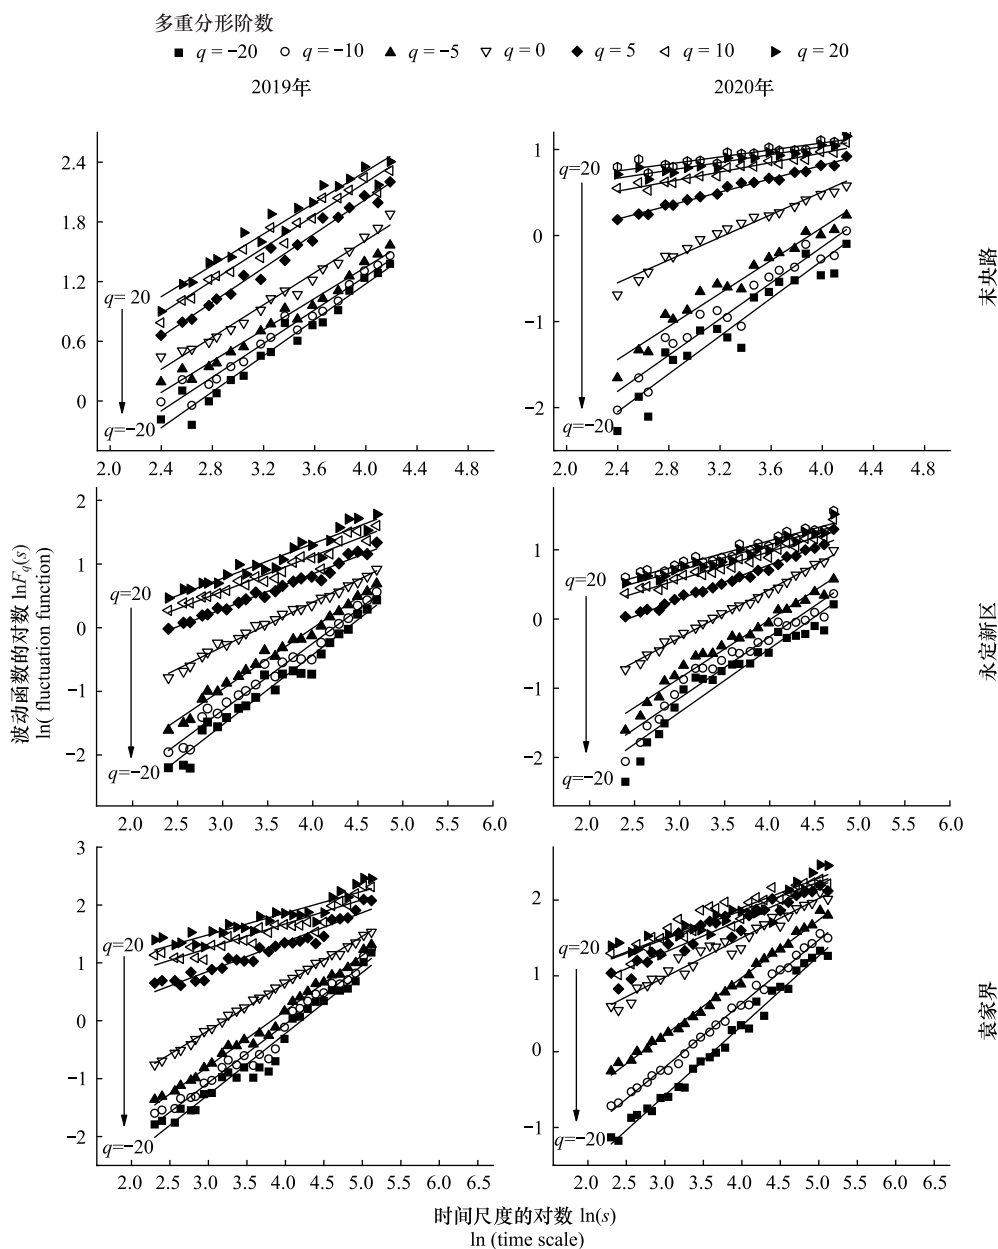 多重分形阶数
q = −20 q = −10 q = −5 q = 0 q = 5 q = 10 q = 20
2019年 2020年
2.4
1.8
1.2
0.6
0
q= 20
q=−20
2.0 2.4 2.8 3.2 3.6 4.0 4.4 4.8
1
0
−1
−2
q=20
q=−20
2.0 2.4 2.8 3.2 3.6 4.0 4.4 4.8
未央路
2
1
0
−1
−2
q=20
q=−20
2.0 2.5 3.0 3.5 4.0 4.5 5.0 5.5 6.0
1
0
−1
−2
q=20
q=−20
2.0 2.5 3.0 3.5 4.0 4.5 5.0 5.5 6.0
永定新区
波动函数的对数 lnFq(s)
ln( fluctuation function)
3
2
1
0
−1
−2
q=20
q=−20
2.0 2.5 3.0 3.5 4.0 4.5 5.0 5.5 6.0 6.5
2
1
0
−1
q=20
q=−20
2.0 2.5 3.0 3.5 4.0 4.5 5.0 5.5 6.0 6.5
袁家界
时间尺度的对数 ln(s)
ln (time scale)